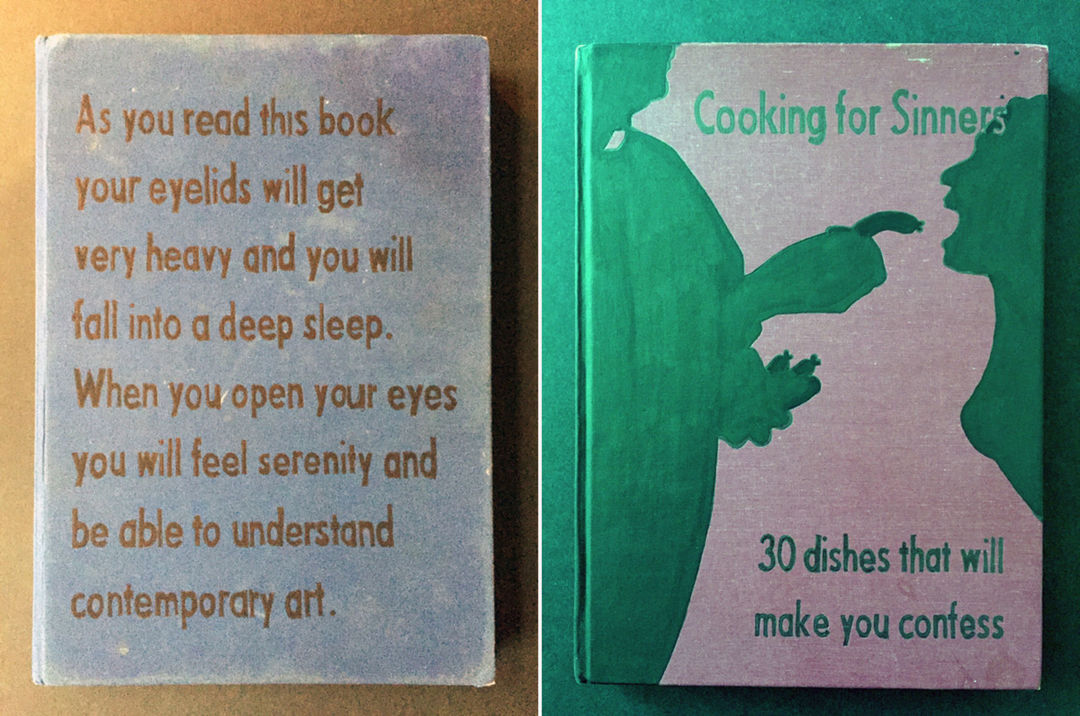 As you read this book
your eyelids will get
very heavy and you will
fall into a deep sleep.
When you open your eyes
you will feel serenity and
be able to understand
contemporary art.
Cooking for Sinners
30 dishes that will
make you confess